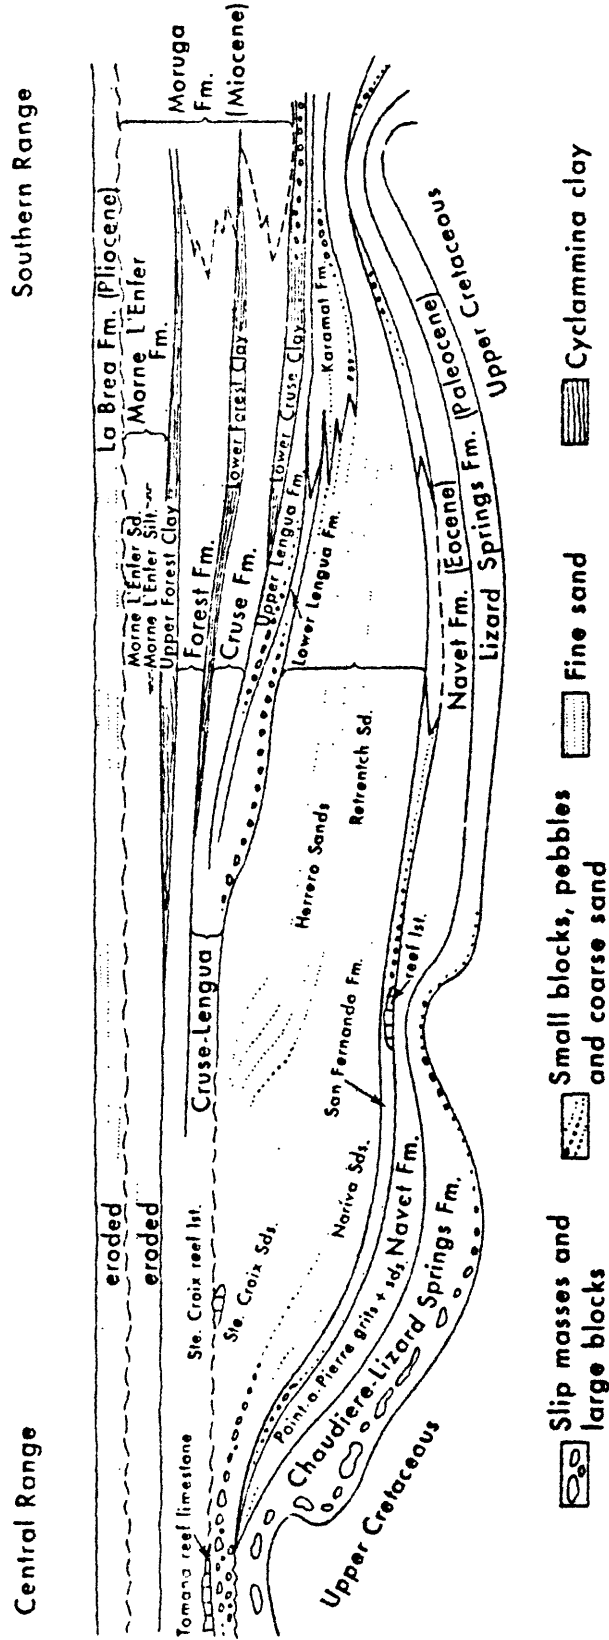 Central Range
Southern Range
eroded
eroded
La Brea Fm. (Pliocene)
Morne L'Enfer Sd.
Morne L'Enfer Silt.
Upper Forest Clay
Morne l'Enfer
Fm.
Moruga
Fm.
(Miocene)
Forest Fm.
Lower Forest Clay
Cruse Fm.
Lower Cruse Clay
Upper Lengua Fm.
Lower Lengua Fm.
Karamat Fm.
Cruse-Lengua
Tamana reef limestone
Ste. Croix reef lst.
Ste. Croix Sds.
Herrero Sands
Retrentch Sd.
Nariva Sds.
San Fernando Fm.
reef lst.
Point-a-Pierre grits + sds.
Navet Fm.
Navet Fm. (Eocene)
Chaudiere-Lizard Springs Fm.
Lizard Springs Fm. (Paleocene)
Upper Cretaceous
Upper Cretaceous
Slip masses and
large blocks
Small blocks, pebbles
and coarse sand
Fine sand
Cyclammina clay